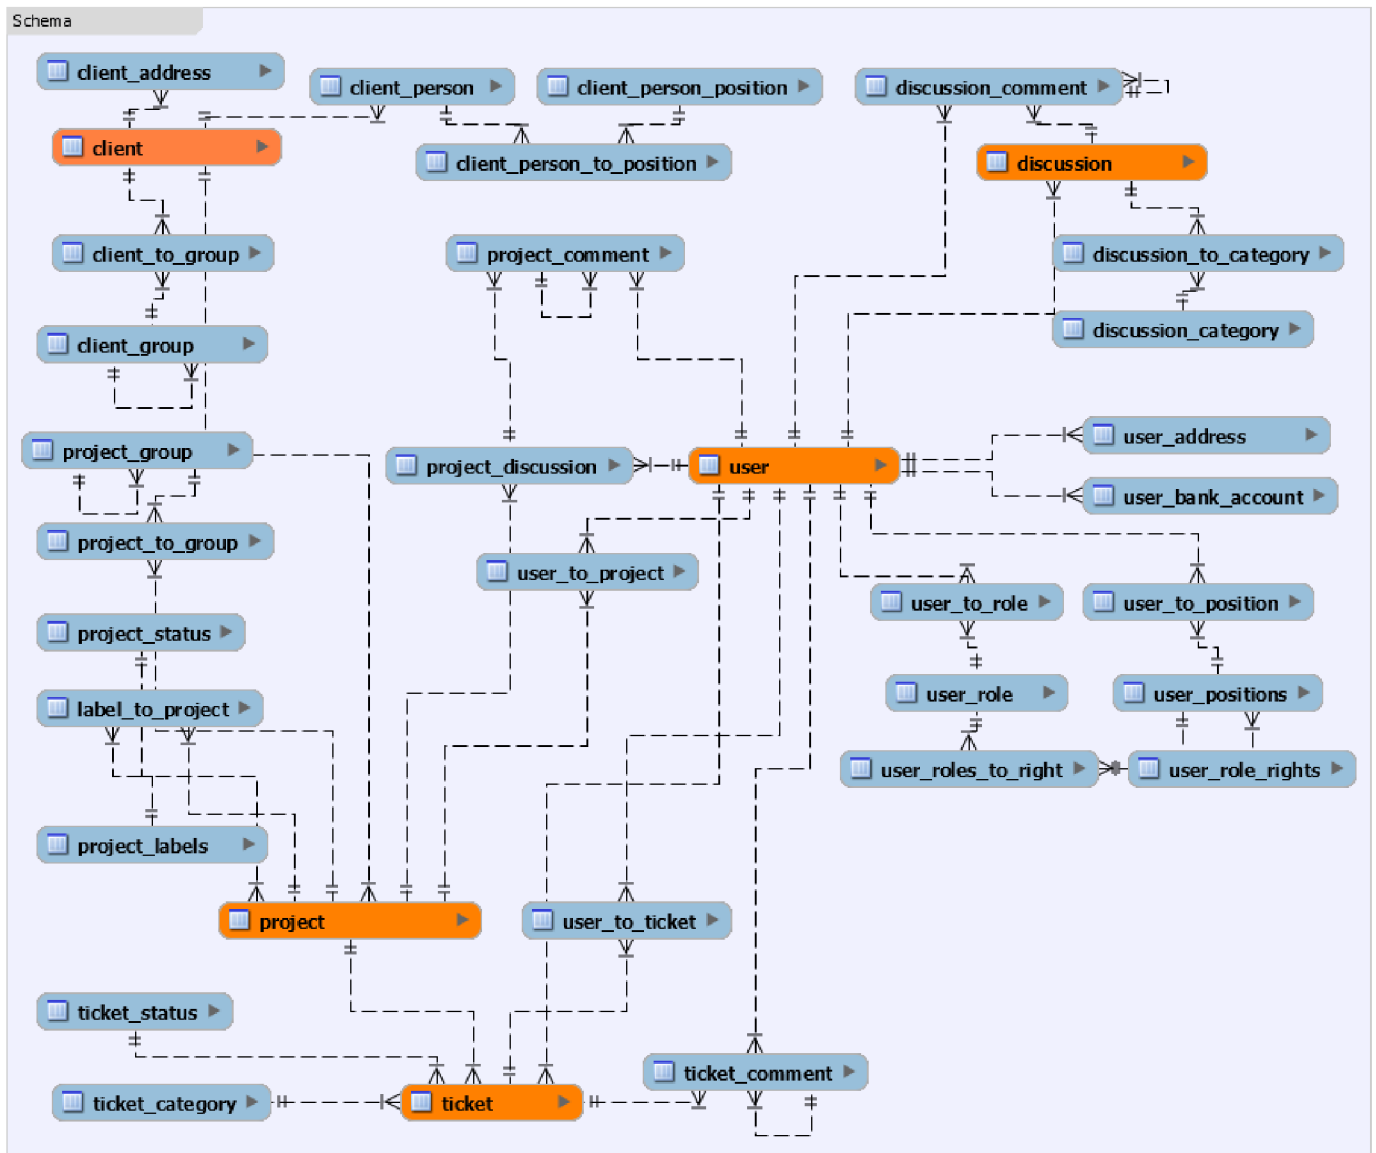 Schema
client_address
client_person
client_person_position
discussion_comment
client
client_person_to_position
discussion
client_to_group
project_comment
discussion_to_category
client_group
discussion_category
project_group
project_discussion
user
user_address
user_bank_account
project_to_group
user_to_project
user_to_role
user_to_position
project_status
label_to_project
user_role
user_positions
user_roles_to_right
user_role_rights
project_labels
project
user_to_ticket
ticket_status
ticket_comment
ticket_category
ticket